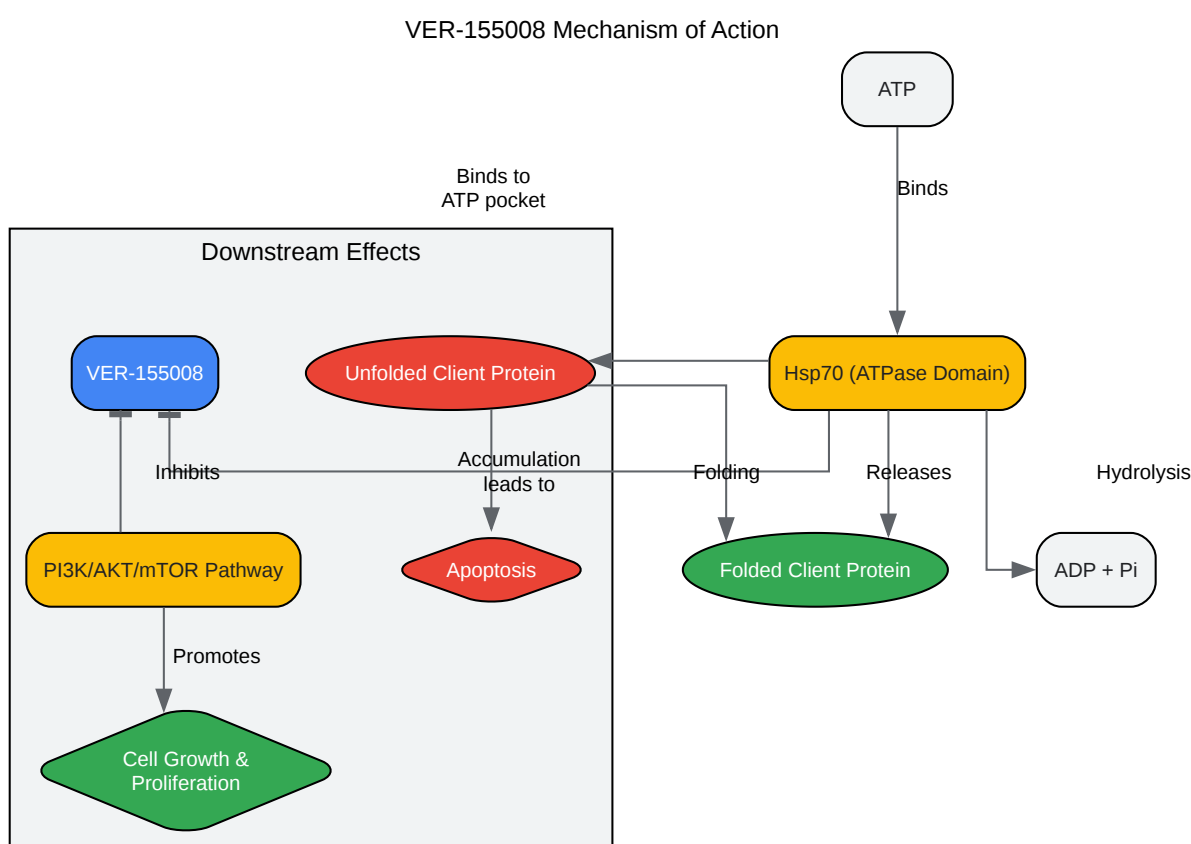 VER-155008 Mechanism of Action
ATP
Binds to
ATP pocket
Binds
Downstream Effects
VER-155008
Unfolded Client Protein
Hsp70 (ATPase Domain)
Inhibits
Accumulation
leads to
Folding
Releases
Hydrolysis
PI3K/AKT/mTOR Pathway
Apoptosis
Folded Client Protein
ADP + Pi
Promotes
Cell Growth &
Proliferation